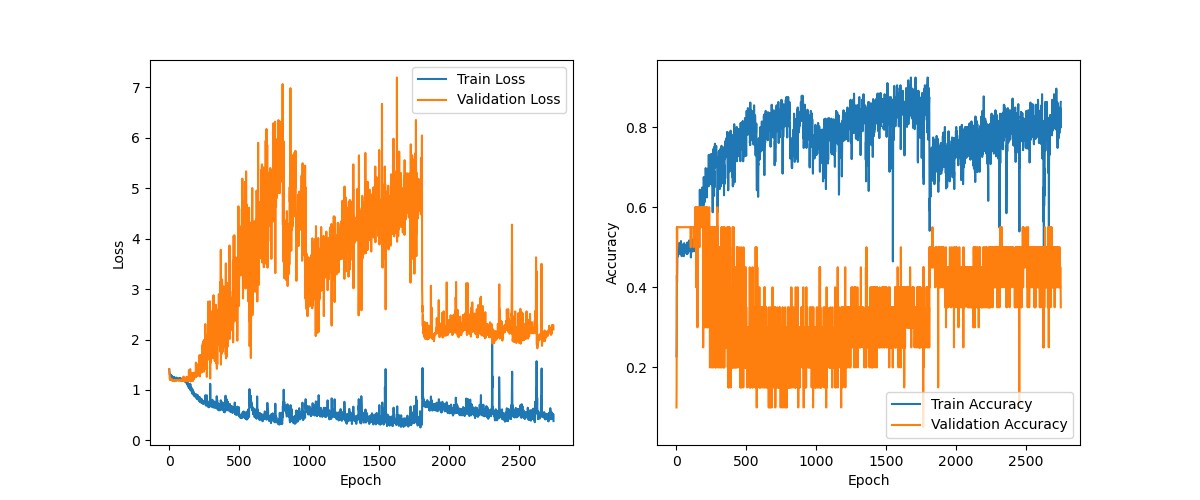 Train Loss
Validation Loss
7
6
5
4
3
2
1
0
Loss
0 500 1000 1500 2000 2500
Epoch
0.8
0.6
0.4
0.2
Accuracy
Train Accuracy
Validation Accuracy
0 500 1000 1500 2000 2500
Epoch